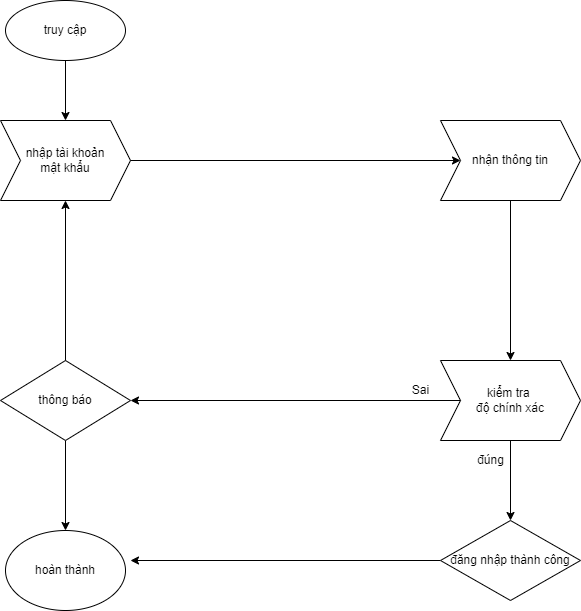 truy cập
nhập tài khoản
mật khẩu
nhận thông tin
thông báo
Sai
kiểm tra
độ chính xác
đúng
hoàn thành
đăng nhập thành công